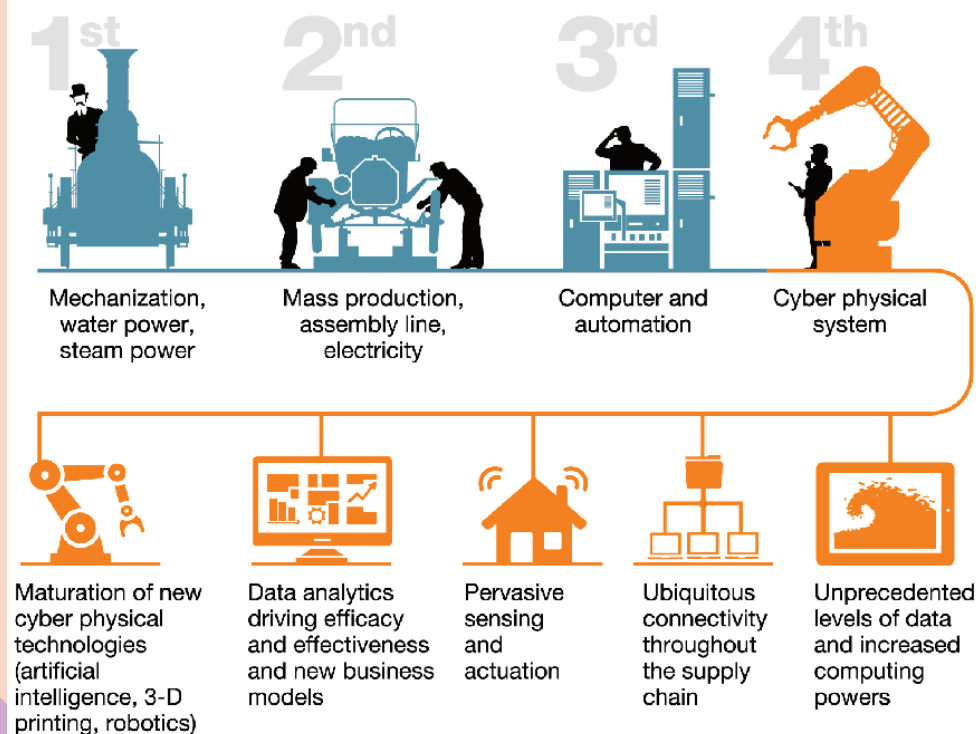 1st
2nd
3rd
4th
Mechanization,
water power,
steam power
Mass production,
assembly line,
electricity
Computer and
automation
Cyber physical
system
Maturation of new
cyber physical
technologies
(artificial
intelligence, 3-D
printing, robotics)
Data analytics
driving efficacy
and effectiveness
and new business
models
Pervasive
sensing
and
actuation
Ubiquitous
connectivity
throughout
the supply
chain
Unprecedented
levels of data
and increased
computing
powers